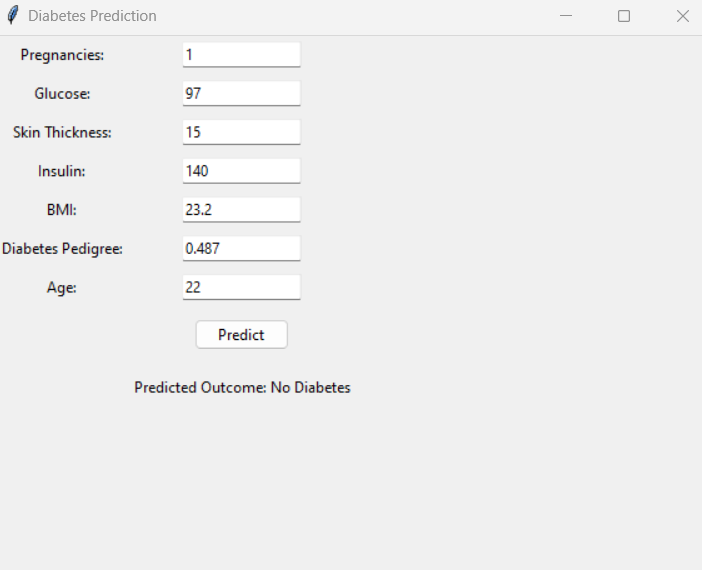 Diabetes Prediction
Pregnancies: 1
Glucose: 97
Skin Thickness: 15
Insulin: 140
BMI: 23.2
Diabetes Pedigree: 0.487
Age: 22
Predict
Predicted Outcome: No Diabetes